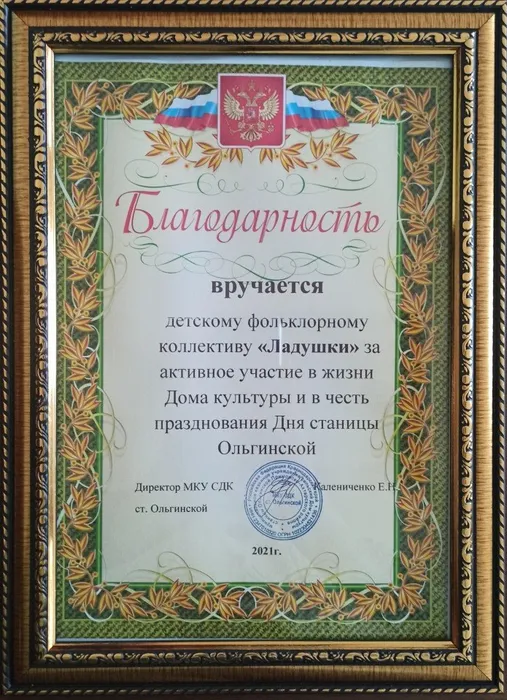 Благодарность
вручается
детскому фольклорному
коллективу «Ладушки» за
активное участие в жизни
Дома культуры и в честь
празднования Дня станицы
Ольгинской
Директор МКУ СДК Калениченко Е.Н.
ст. Ольгинской
2021г.